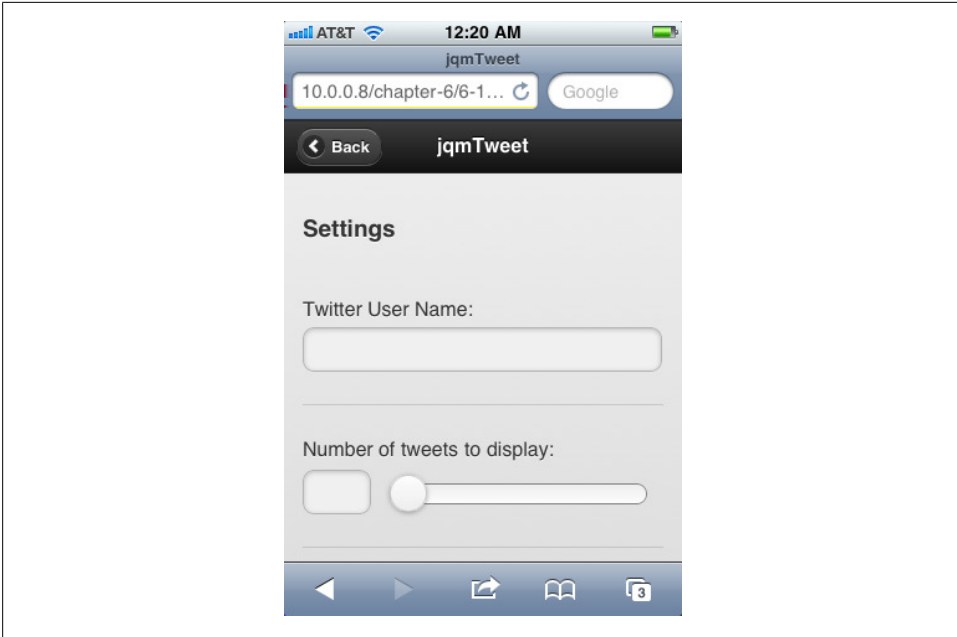 AT&T 12:20 AM
jqmTweet
10.0.0.8/chapter-6/6-1... Google
Back jqmTweet
Settings
Twitter User Name:
Number of tweets to display:
3